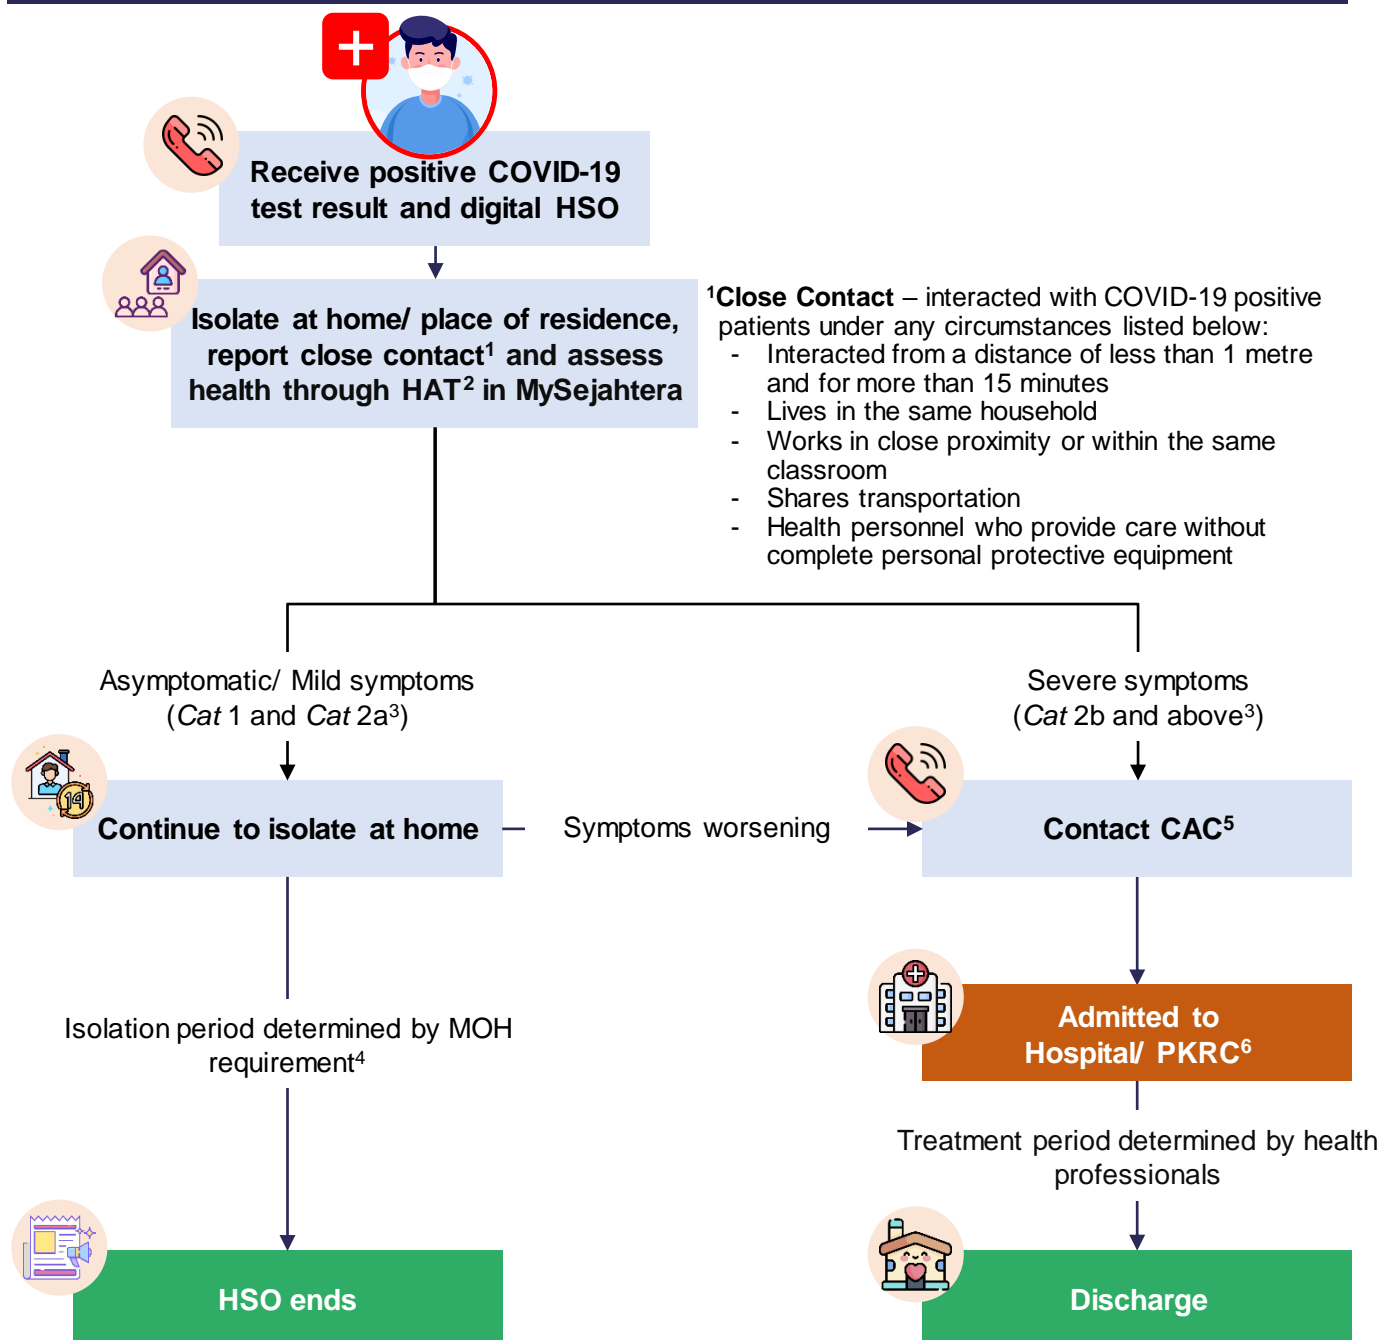 Receive positive COVID-19
test result and digital HSO
Isolate at home/ place of residence,
report close contact¹ and assess
health through HAT² in MySejahtera
¹Close Contact – interacted with COVID-19 positive
patients under any circumstances listed below:
- Interacted from a distance of less than 1 metre
and for more than 15 minutes
- Lives in the same household
- Works in close proximity or within the same
classroom
- Shares transportation
- Health personnel who provide care without
complete personal protective equipment
Asymptomatic/ Mild symptoms
(Cat 1 and Cat 2a³)
Severe symptoms
(Cat 2b and above³)
14
Continue to isolate at home
Symptoms worsening
Contact CAC⁵
Isolation period determined by MOH
requirement⁴
Admitted to
Hospital/ PKRC⁶
Treatment period determined by health
professionals
HSO ends
Discharge